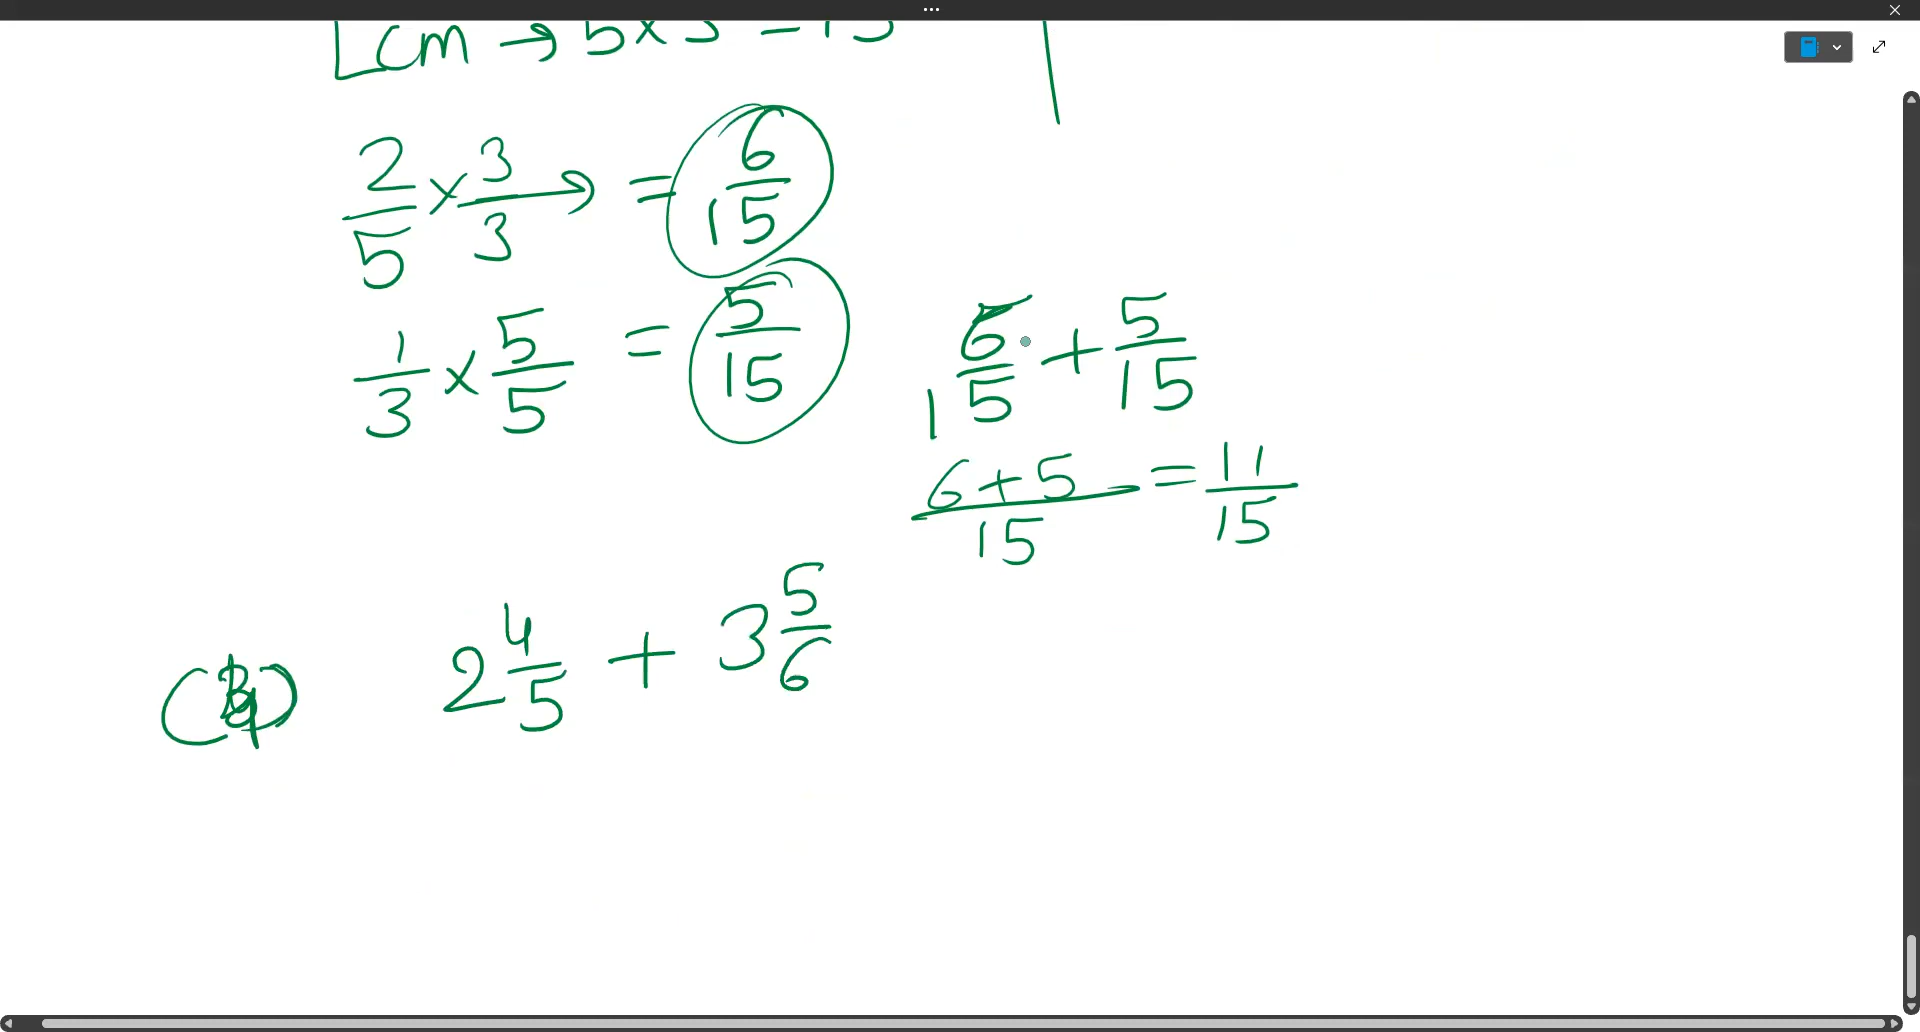 Lcm → 5 x 3 = 15
2/5 x 3/3 → = 6/15
1/3 x 5/5 = 5/15
6/15 + 5/15
6+5/15 = 11/15
2 4/5 + 3 5/6